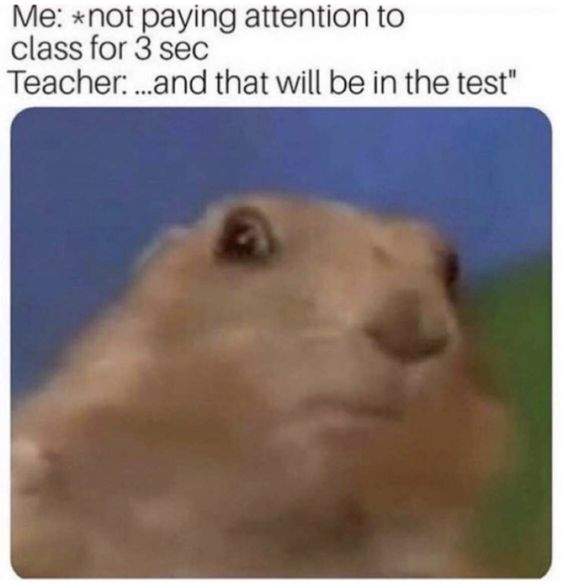 Me: *not paying attention to
class for 3 sec
Teacher: ...and that will be in the test"